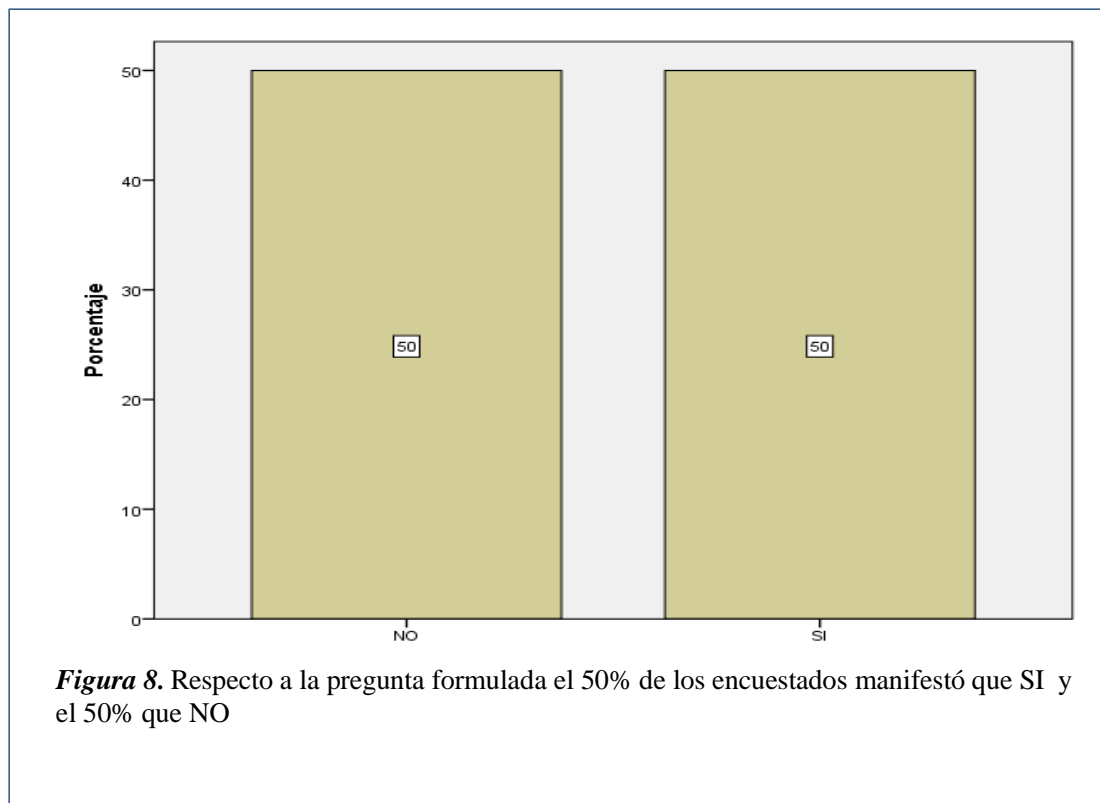 50
40
30
20
10
0
Porcentaje
50
50
NO
SI
Figura 8. Respecto a la pregunta formulada el 50% de los encuestados manifestó que SI y
el 50% que NO